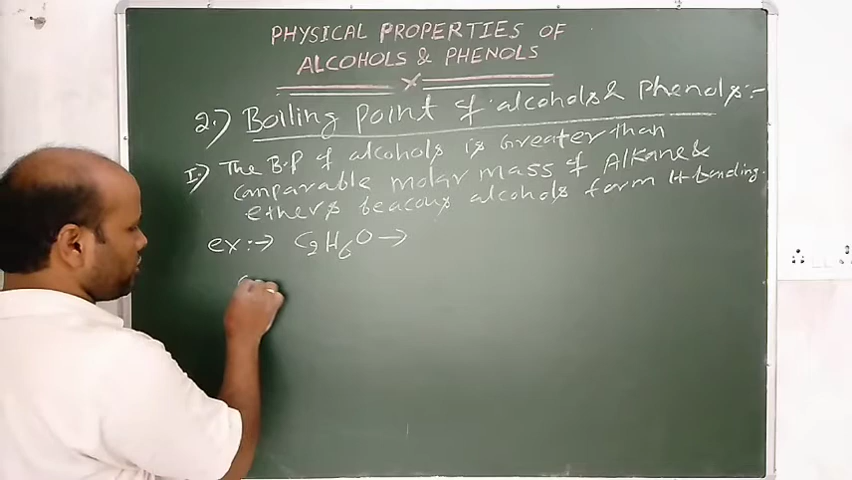 PHYSICAL PROPERTIES OF
ALCOHOLS & PHENOLS
2.) Boiling point of alcohols & phenols:-
I.) The B.P of alcohols is Greater than
comparable molar mass of Alkane &
ethers beacous alcohols form H-bonding.
ex:→ C2H6O →